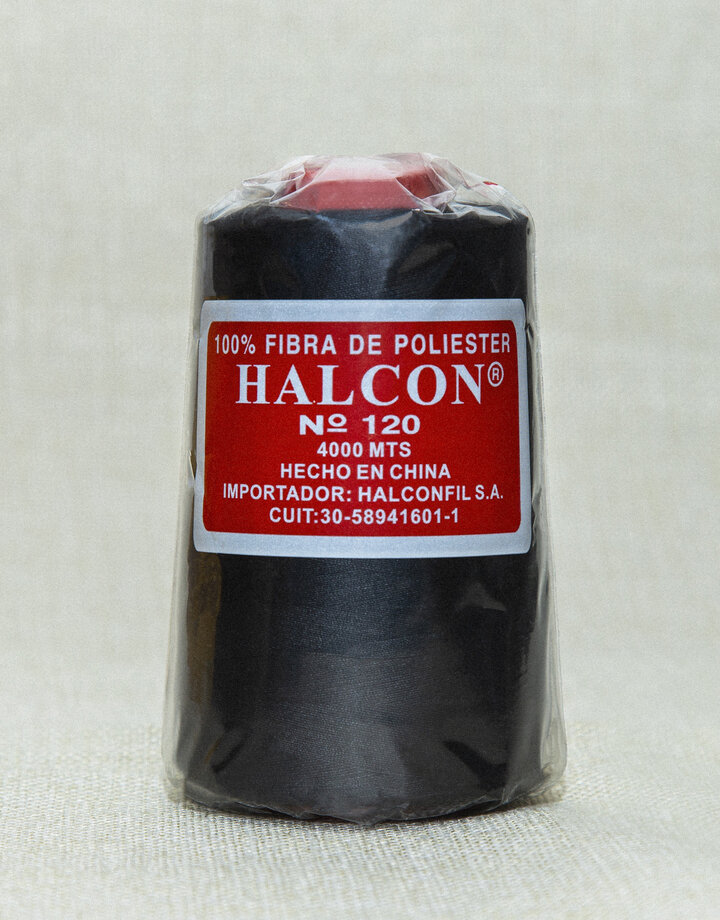 100% FIBRA DE POLIESTER
HALCON®
Nº 120
4000 MTS
HECHO EN CHINA
IMPORTADOR: HALCONFIL S.A.
CUIT:30-58941601-1